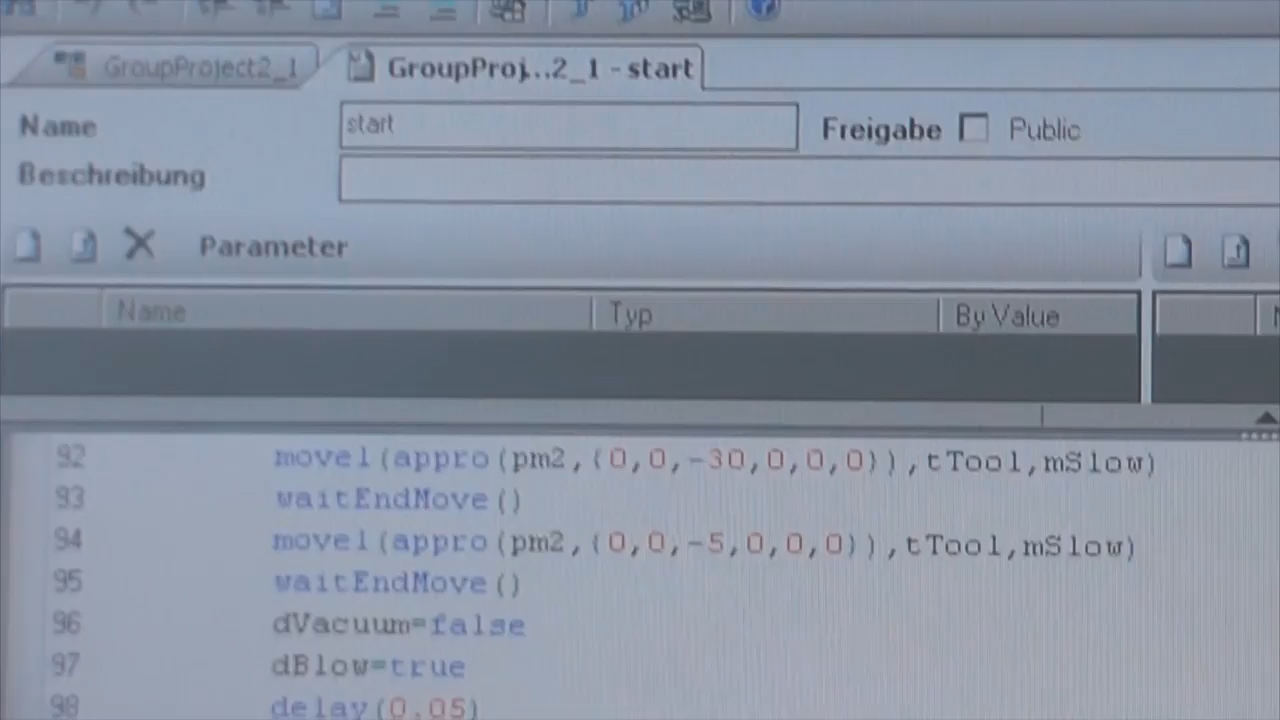 GroupProject2_1 GroupProj...2_1 - start
Name start Freigabe Public
Beschreibung
Parameter
Name Typ By Value
92 movel(appro(pm2,{0,0,-30,0,0,0}),tTool,mSlow)
93 waitEndMove()
94 movel(appro(pm2,{0,0,-5,0,0,0}),tTool,mSlow)
95 waitEndMove()
96 dVacuum=false
97 dBlow=true
98 delay(0.05)